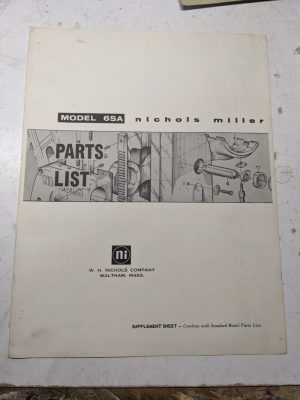 MODEL 6SA nichols miller
PARTS
LIST
ni
W. H. NICHOLS COMPANY
WALTHAM, MASS.
SUPPLEMENT SHEET - Combine with Standard Model Parts List